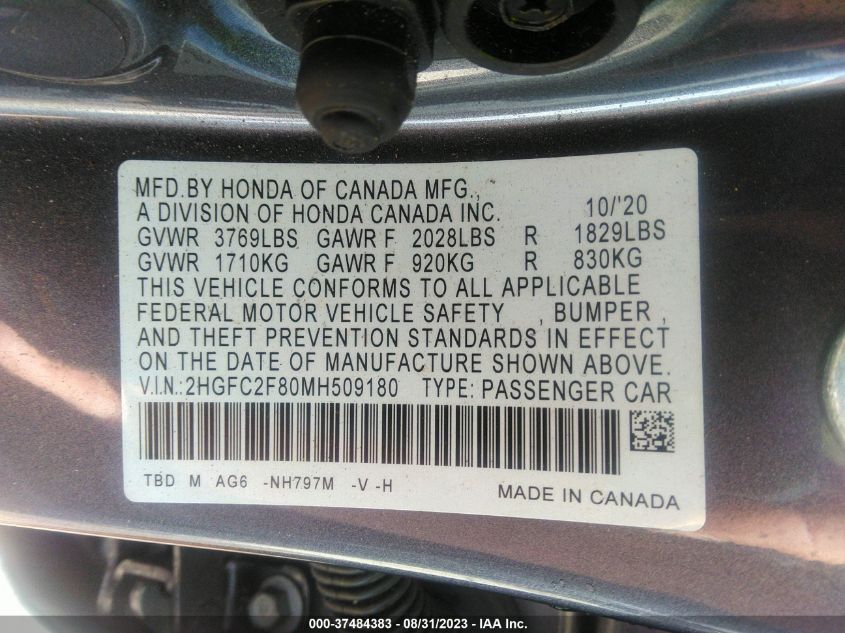 MFD.BY HONDA OF CANADA MFG.,
A DIVISION OF HONDA CANADA INC. 10/'20
GVWR 3769LBS GAWR F 2028LBS R 1829LBS
GVWR 1710KG GAWR F 920KG R 830KG
THIS VEHICLE CONFORMS TO ALL APPLICABLE
FEDERAL MOTOR VEHICLE SAFETY , BUMPER ,
AND THEFT PREVENTION STANDARDS IN EFFECT
ON THE DATE OF MANUFACTURE SHOWN ABOVE.
V.I.N.:2HGFC2F80MH509180 TYPE: PASSENGER CAR
TBD M AG6 -NH797M -V -H
MADE IN CANADA
000-37484383 - 08/31/2023 - IAA Inc.